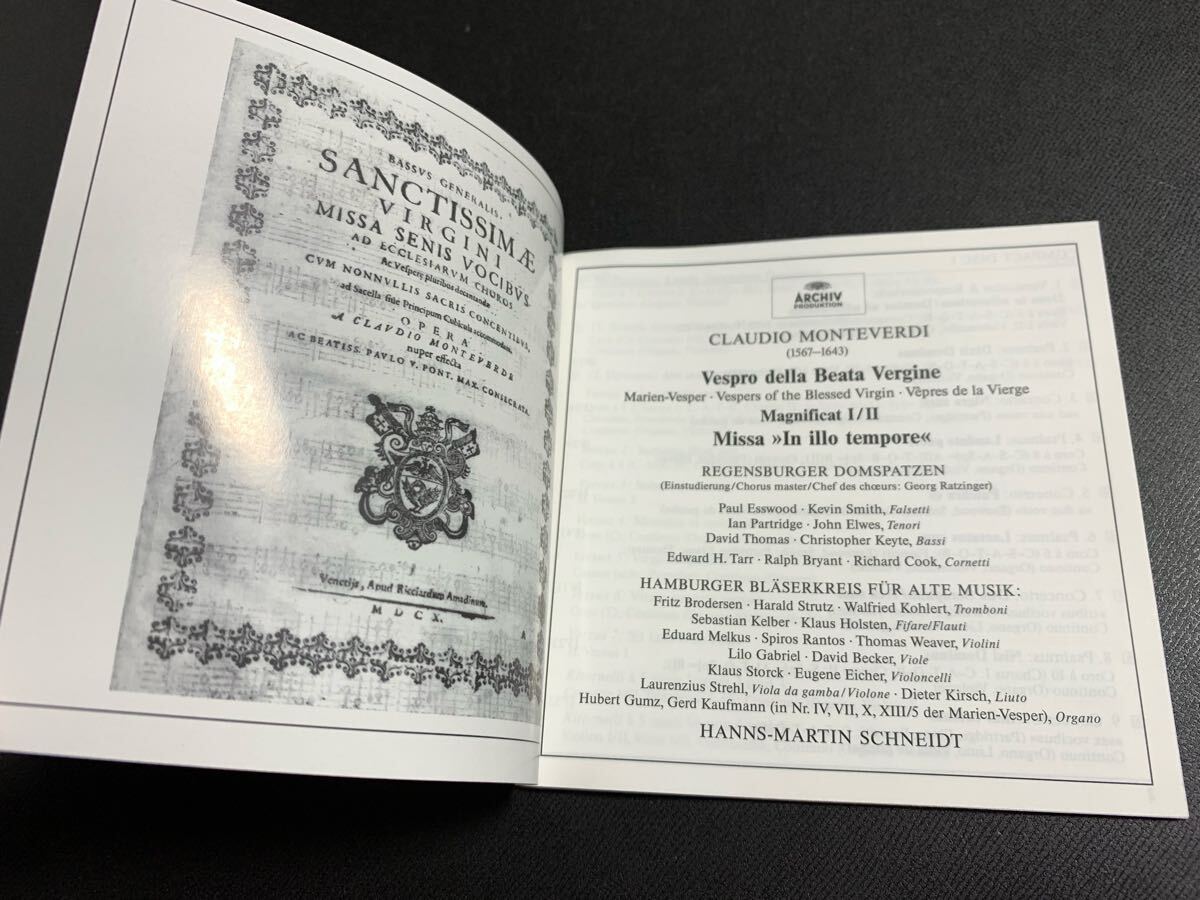 BASSVS GENERALIS,
SANCTISSIMÆ
VIRGINI
MISSA SENIS VOCIBVS
AD ECCLESIARVM CHOROS
Ac Vesperę pluribus decantandæ
CVM NONNVLLIS SACRIS CONCENTIBVS,
ad Sacella siue Principum Cubicula accommodata.
OPERA
A CLAVDIO MONTEVERDE
nuper effecta
AC BEATISS. PAVLO V. PONT. MAX. CONSECRATA.
Venetijs, Apud Ricciardum Amadinum.
M D C X.
A
ARCHIV
PRODUKTION
CLAUDIO MONTEVERDI
(1567–1643)
Vespro della Beata Vergine
Marien-Vesper · Vespers of the Blessed Virgin · Vêpres de la Vierge
Magnificat I/II
Missa »In illo tempore«
REGENSBURGER DOMSPATZEN
(Einstudierung/Chorus master/Chef des chœurs: Georg Ratzinger)
Paul Esswood · Kevin Smith, Falsetti
Ian Partridge · John Elwes, Tenori
David Thomas · Christopher Keyte, Bassi
Edward H. Tarr · Ralph Bryant · Richard Cook, Cornetti
HAMBURGER BLÄSERKREIS FÜR ALTE MUSIK:
Fritz Brodersen · Harald Strutz · Walfried Kohlert, Tromboni
Sebastian Kelber · Klaus Holsten, Fifare/Flauti
Eduard Melkus · Spiros Rantos · Thomas Weaver, Violini
Lilo Gabriel · David Becker, Viole
Klaus Storck · Eugene Eicher, Violoncelli
Laurenzius Strehl, Viola da gamba/Violone · Dieter Kirsch, Liuto
Hubert Gumz, Gerd Kaufmann (in Nr. IV, VII, X, XIII/5 der Marien-Vesper), Organo
HANNS-MARTIN SCHNEIDT